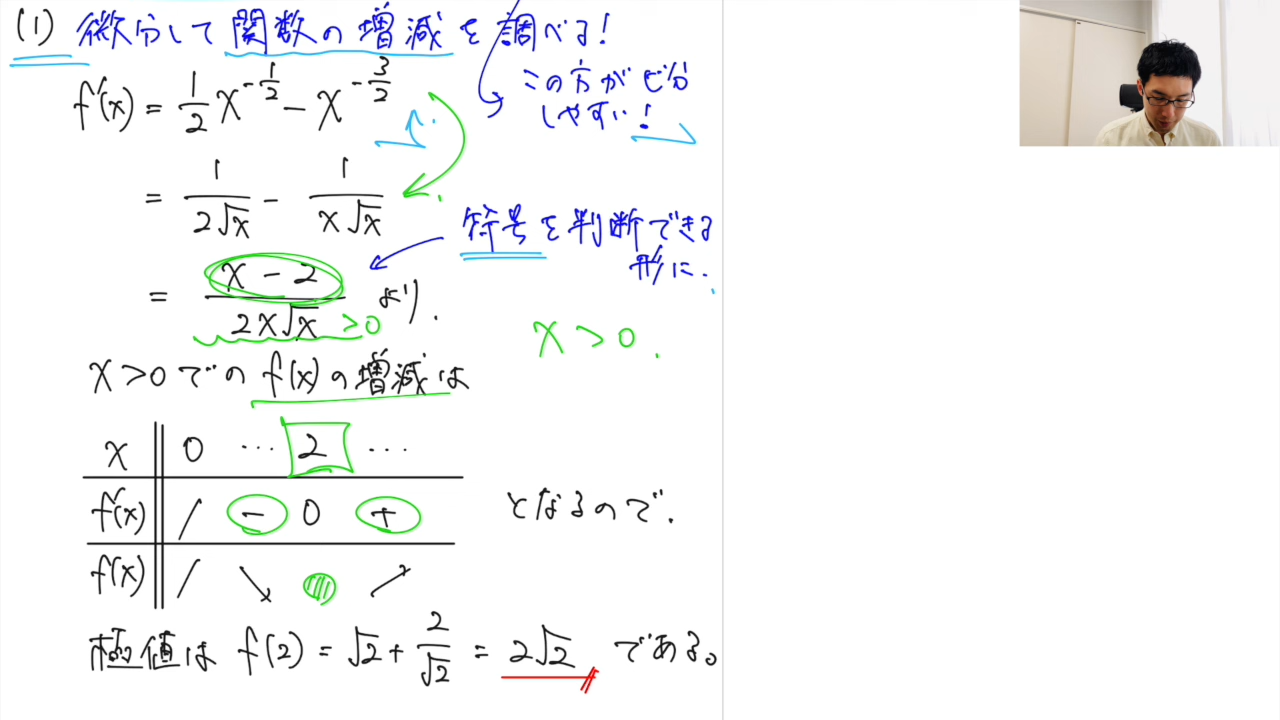 (1) 微分して関数の増減を調べる!
この方が微分
しやすい!
f'(x) = 1/2 x^{-1/2} - x^{-3/2}
= 1/(2√x) - 1/(x√x)
符号を判断できる
形に.
= (x-2)/(2x√x) より.
>0
x>0.
x>0での f(x)の増減は
x 0 … 2 …
f'(x) / - 0 +
f(x) / ↘ ↗
となるので.
極値は f(2) = √2 + 2/√2 = 2√2 である。